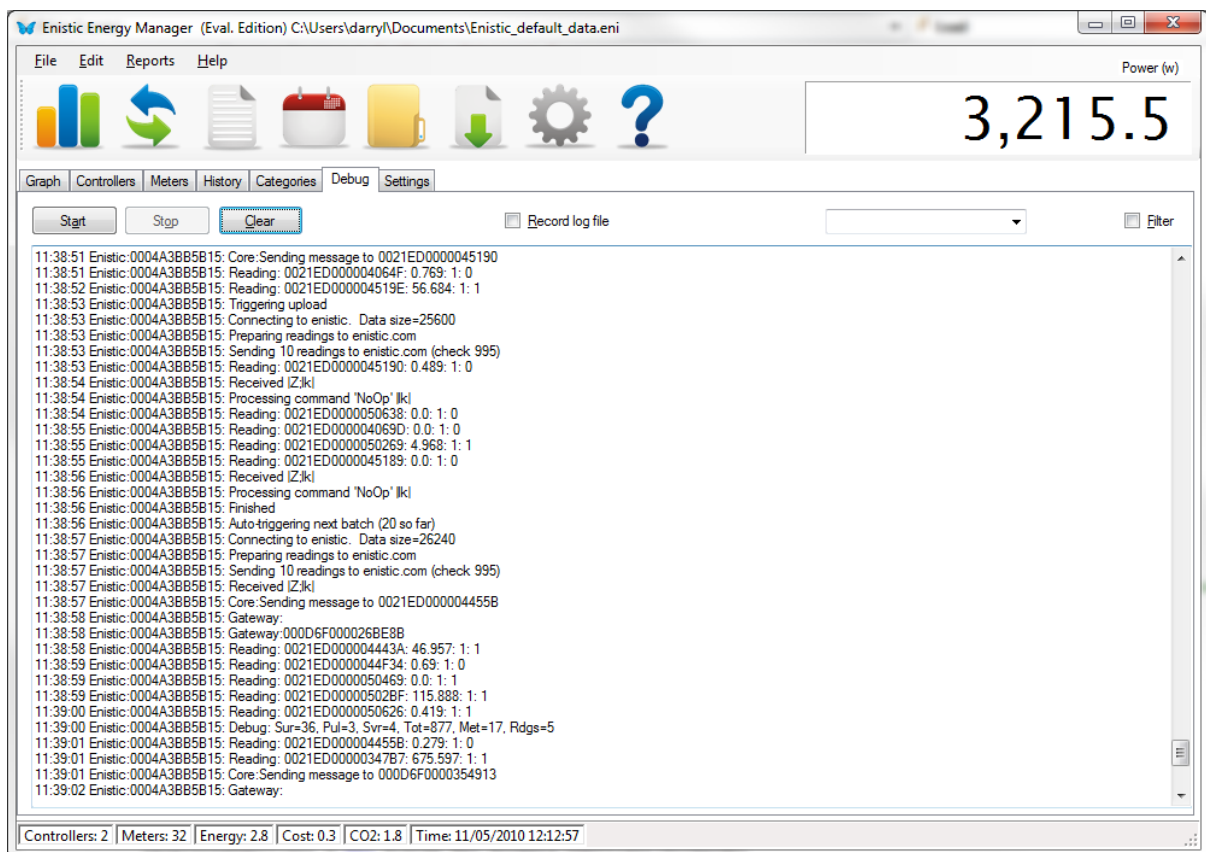 Enistic Energy Manager (Eval. Edition) C:\Users\darryl\Documents\Enistic_default_data.eni
File Edit Reports Help
Power (w)
3,215.5
Graph Controllers Meters History Categories Debug Settings
Start Stop Clear Record log file Filter
11:38:51 Enistic:0004A3BB5B15: Core:Sending message to 0021ED0000045190
11:38:51 Enistic:0004A3BB5B15: Reading: 0021ED000004064F: 0.769: 1: 0
11:38:52 Enistic:0004A3BB5B15: Reading: 0021ED000004519E: 56.684: 1: 1
11:38:53 Enistic:0004A3BB5B15: Triggering upload
11:38:53 Enistic:0004A3BB5B15: Connecting to enistic.  Data size=25600
11:38:53 Enistic:0004A3BB5B15: Preparing readings to enistic.com
11:38:53 Enistic:0004A3BB5B15: Sending 10 readings to enistic.com (check 995)
11:38:53 Enistic:0004A3BB5B15: Reading: 0021ED0000045190: 0.489: 1: 0
11:38:54 Enistic:0004A3BB5B15: Received |Z;lk|
11:38:54 Enistic:0004A3BB5B15: Processing command 'NoOp' |lk|
11:38:54 Enistic:0004A3BB5B15: Reading: 0021ED0000050638: 0.0: 1: 0
11:38:55 Enistic:0004A3BB5B15: Reading: 0021ED000004069D: 0.0: 1: 0
11:38:55 Enistic:0004A3BB5B15: Reading: 0021ED0000050269: 4.968: 1: 1
11:38:55 Enistic:0004A3BB5B15: Reading: 0021ED0000045189: 0.0: 1: 0
11:38:56 Enistic:0004A3BB5B15: Received |Z;lk|
11:38:56 Enistic:0004A3BB5B15: Processing command 'NoOp' |lk|
11:38:56 Enistic:0004A3BB5B15: Finished
11:38:56 Enistic:0004A3BB5B15: Auto-triggering next batch (20 so far)
11:38:57 Enistic:0004A3BB5B15: Connecting to enistic.  Data size=26240
11:38:57 Enistic:0004A3BB5B15: Preparing readings to enistic.com
11:38:57 Enistic:0004A3BB5B15: Sending 10 readings to enistic.com (check 995)
11:38:57 Enistic:0004A3BB5B15: Received |Z;lk|
11:38:57 Enistic:0004A3BB5B15: Core:Sending message to 0021ED000004455B
11:38:58 Enistic:0004A3BB5B15: Gateway:
11:38:58 Enistic:0004A3BB5B15: Gateway:000D6F000026BE8B
11:38:58 Enistic:0004A3BB5B15: Reading: 0021ED000004443A: 46.957: 1: 1
11:38:59 Enistic:0004A3BB5B15: Reading: 0021ED0000044F34: 0.69: 1: 0
11:38:59 Enistic:0004A3BB5B15: Reading: 0021ED0000050469: 0.0: 1: 1
11:38:59 Enistic:0004A3BB5B15: Reading: 0021ED00000502BF: 115.888: 1: 1
11:39:00 Enistic:0004A3BB5B15: Reading: 0021ED0000050626: 0.419: 1: 1
11:39:00 Enistic:0004A3BB5B15: Debug: Sur=36, Pul=3, Svr=4, Tot=877, Met=17, Rdgs=5
11:39:01 Enistic:0004A3BB5B15: Reading: 0021ED000004455B: 0.279: 1: 0
11:39:01 Enistic:0004A3BB5B15: Reading: 0021ED00000347B7: 675.597: 1: 1
11:39:01 Enistic:0004A3BB5B15: Core:Sending message to 000D6F0000354913
11:39:02 Enistic:0004A3BB5B15: Gateway:
Controllers: 2 Meters: 32 Energy: 2.8 Cost: 0.3 CO2: 1.8 Time: 11/05/2010 12:12:57